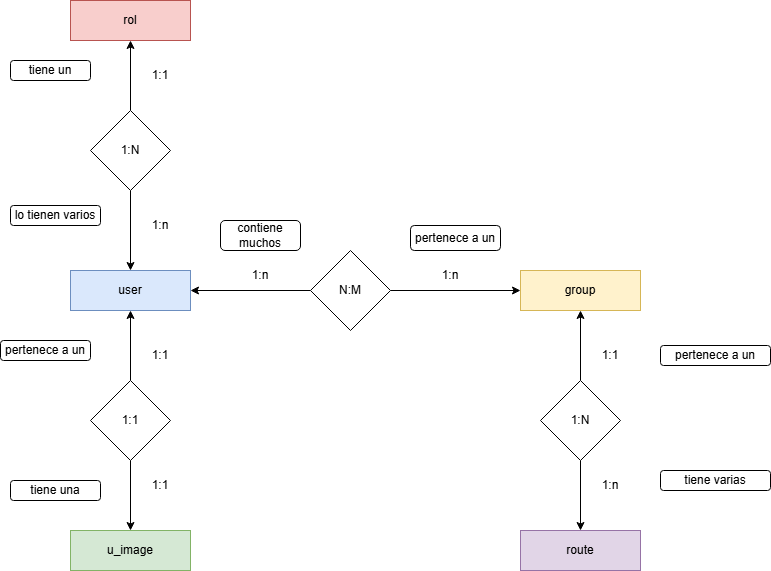 rol
tiene un
1:1
1:N
lo tienen varios
1:n
contiene
muchos
pertenece a un
1:n
1:n
user
N:M
group
pertenece a un
1:1
1:1
pertenece a un
1:1
1:N
tiene una
1:1
1:n
tiene varias
u_image
route